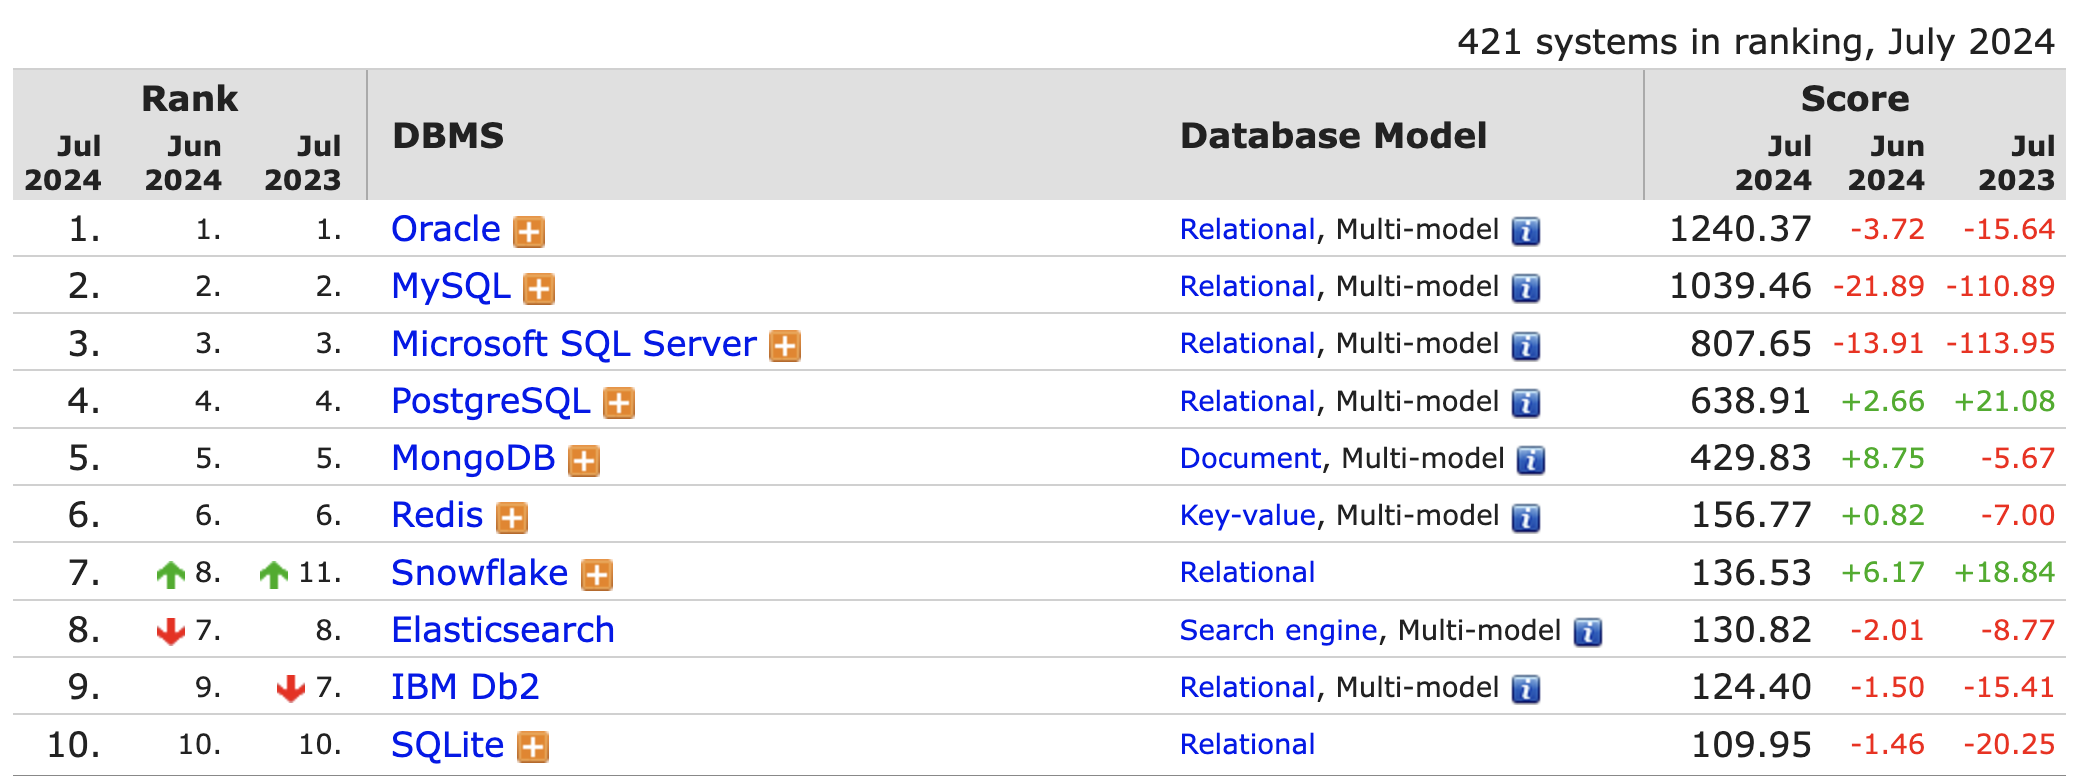 421 systems in ranking, July 2024
Rank DBMS Database Model Score
Jul 2024 Jun 2024 Jul 2023 Jul 2024 Jun 2024 Jul 2023
1. 1. 1. Oracle Relational, Multi-model 1240.37 -3.72 -15.64
2. 2. 2. MySQL Relational, Multi-model 1039.46 -21.89 -110.89
3. 3. 3. Microsoft SQL Server Relational, Multi-model 807.65 -13.91 -113.95
4. 4. 4. PostgreSQL Relational, Multi-model 638.91 +2.66 +21.08
5. 5. 5. MongoDB Document, Multi-model 429.83 +8.75 -5.67
6. 6. 6. Redis Key-value, Multi-model 156.77 +0.82 -7.00
7. 8. 11. Snowflake Relational 136.53 +6.17 +18.84
8. 7. 8. Elasticsearch Search engine, Multi-model 130.82 -2.01 -8.77
9. 9. 7. IBM Db2 Relational, Multi-model 124.40 -1.50 -15.41
10. 10. 10. SQLite Relational 109.95 -1.46 -20.25